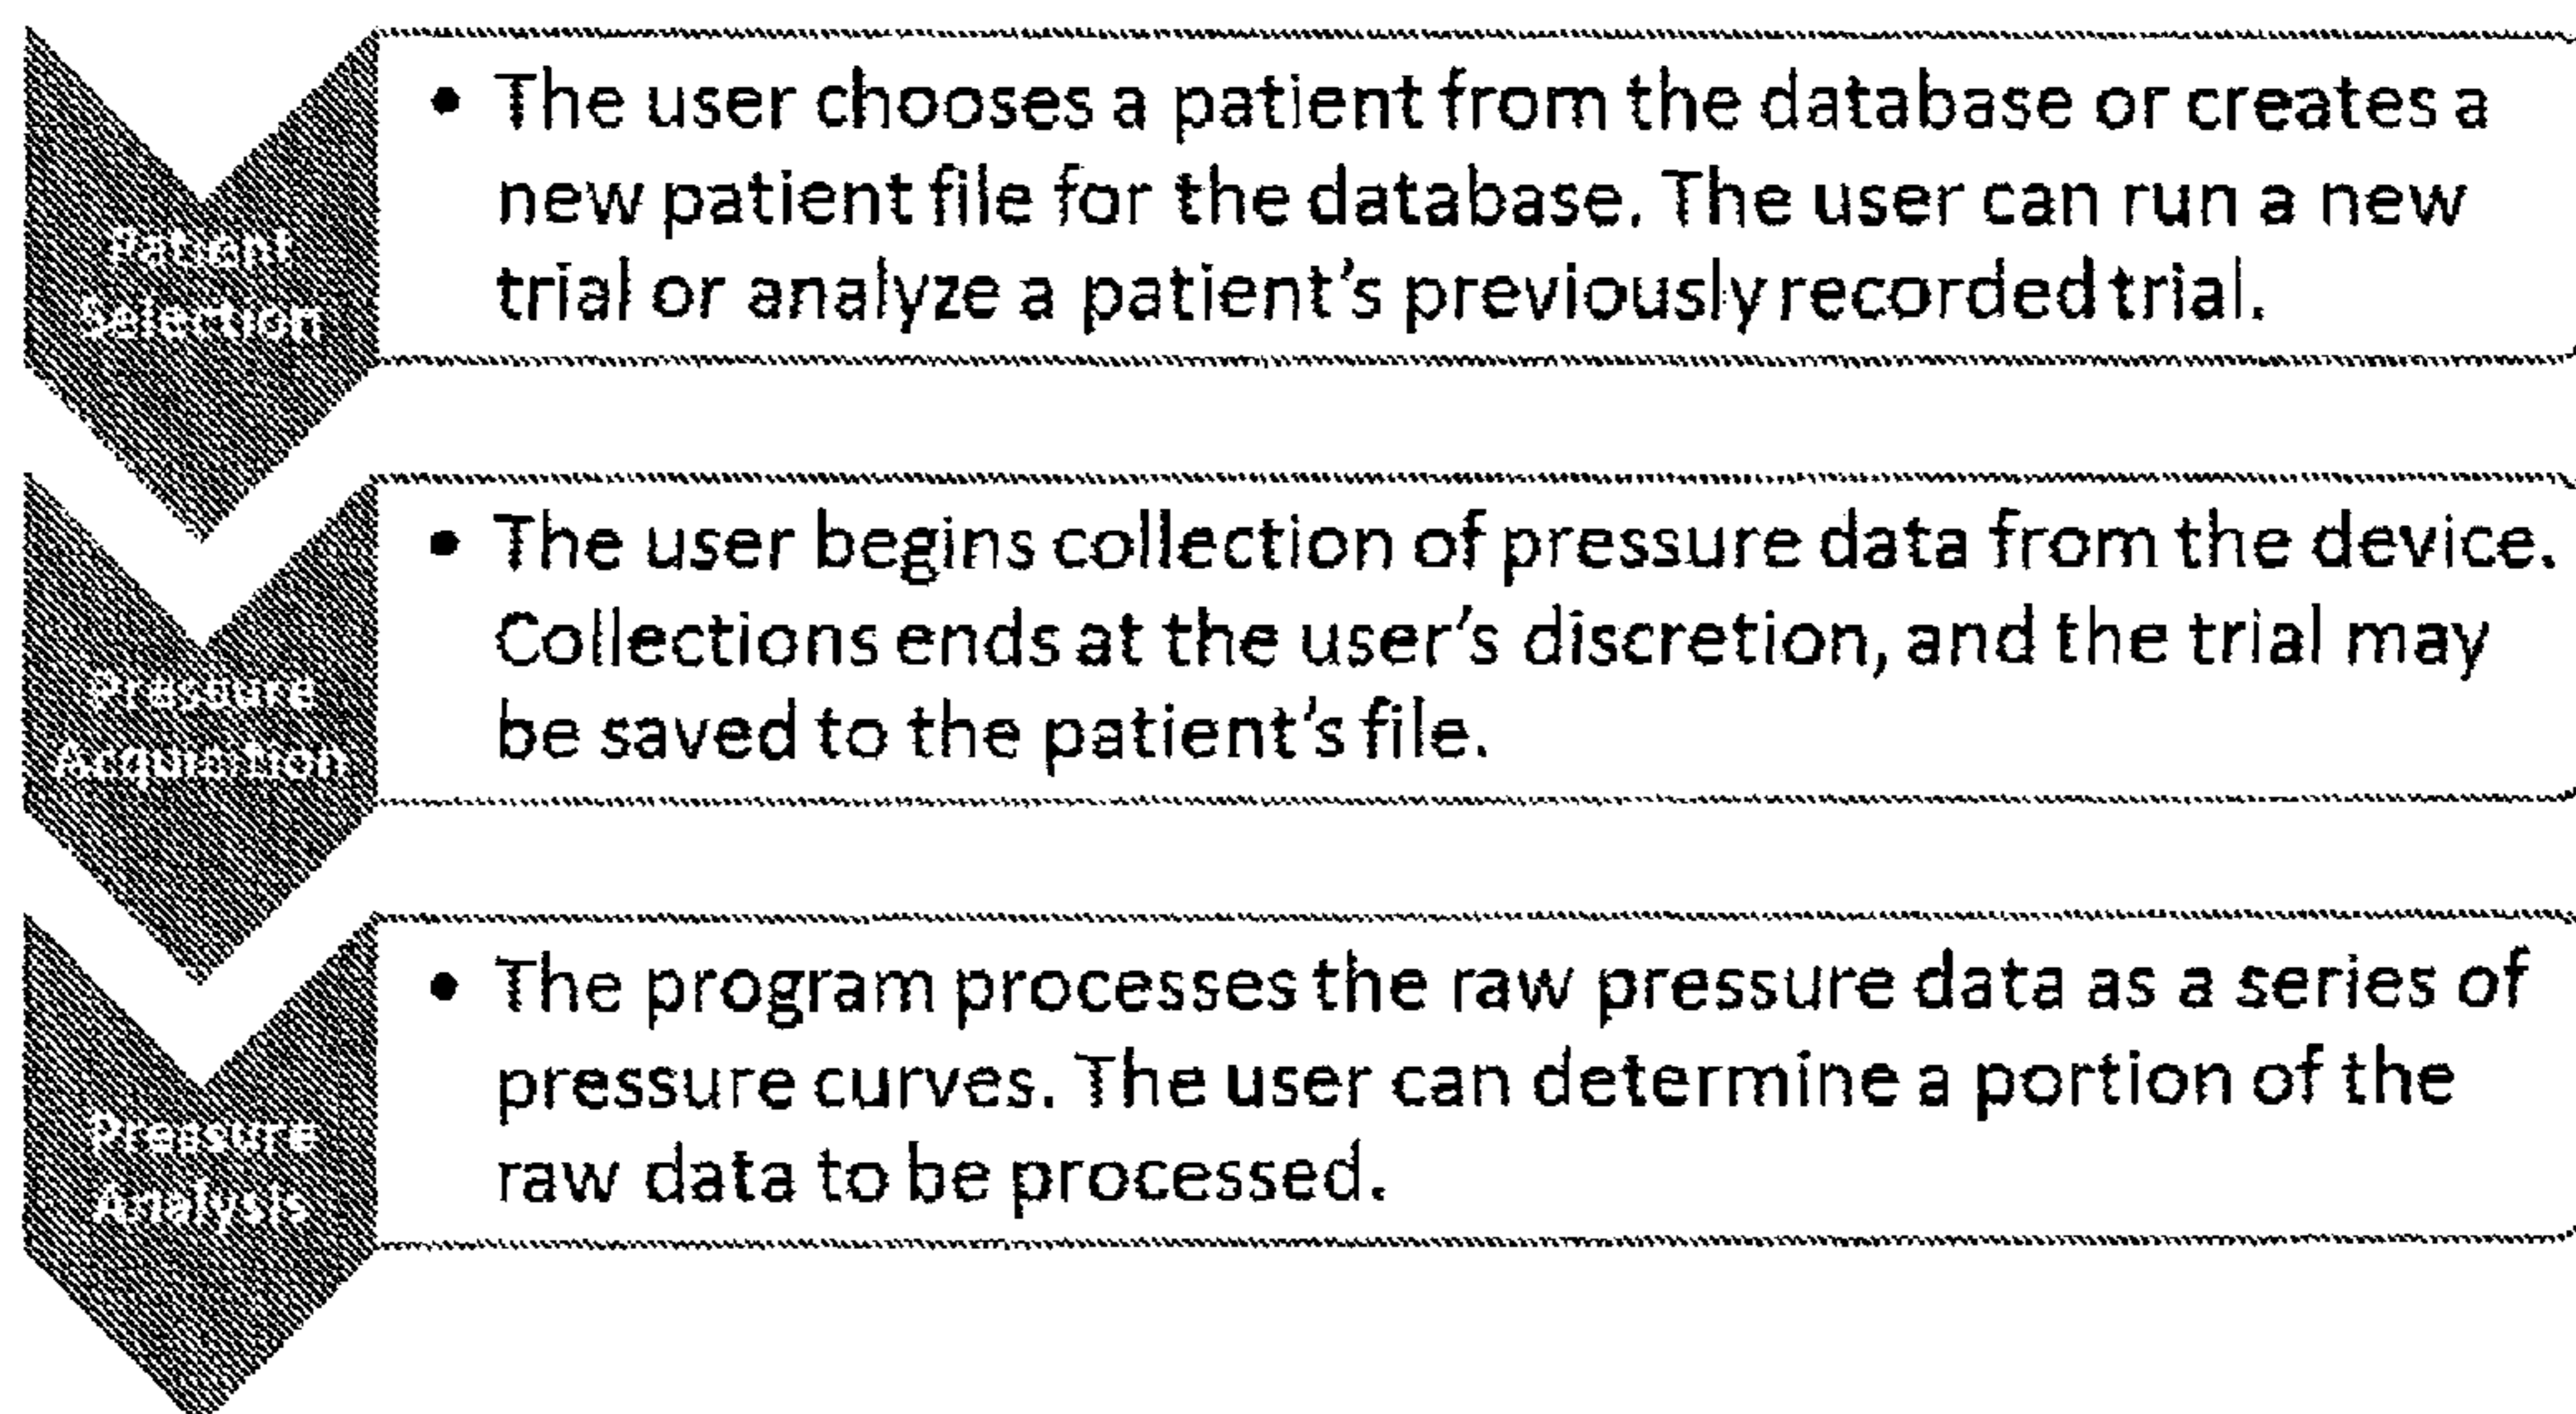 Patient
Selection
• The user chooses a patient from the database or creates a
new patient file for the database. The user can run a new
trial or analyze a patient's previously recorded trial.
Pressure
Acquisition
• The user begins collection of pressure data from the device.
Collections ends at the user's discretion, and the trial may
be saved to the patient's file.
Pressure
Analysis
• The program processes the raw pressure data as a series of
pressure curves. The user can determine a portion of the
raw data to be processed.